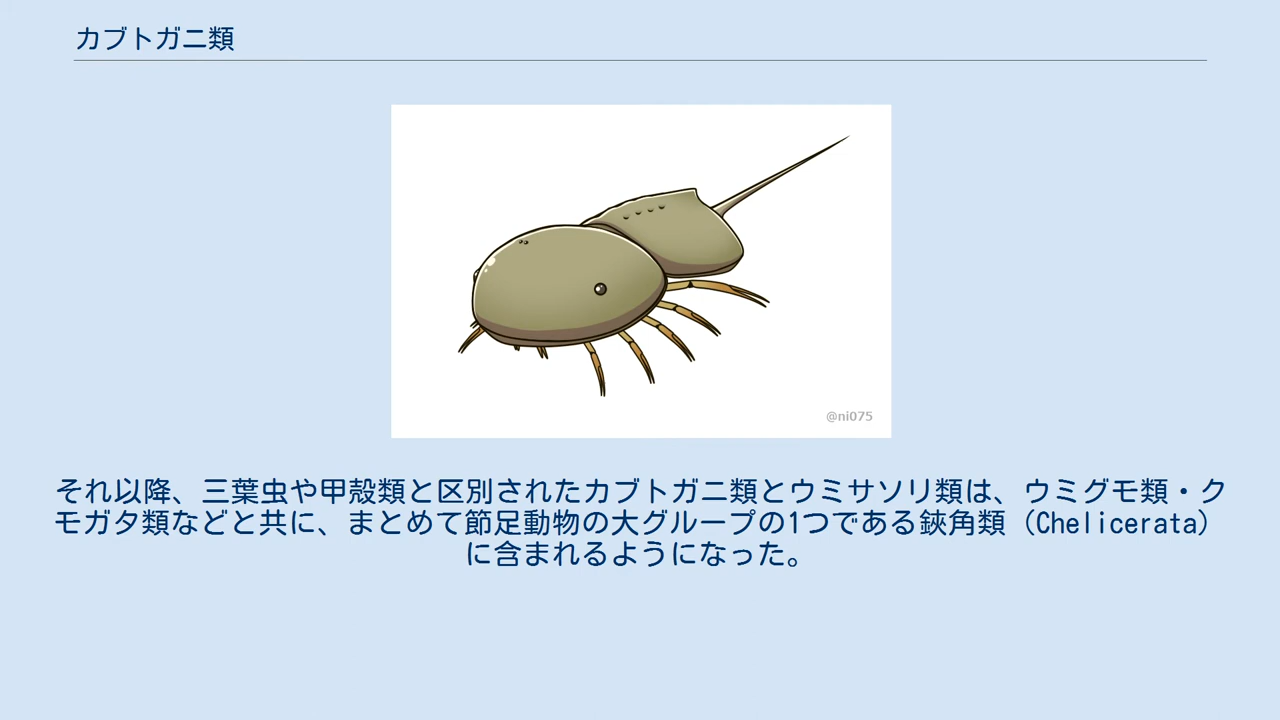 カブトガニ類
@ni075
それ以降、三葉虫や甲殻類と区別されたカブトガニ類とウミサソリ類は、ウミグモ類・ク
モガタ類などと共に、まとめて節足動物の大グループの1つである鋏角類（Chelicerata）
に含まれるようになった。